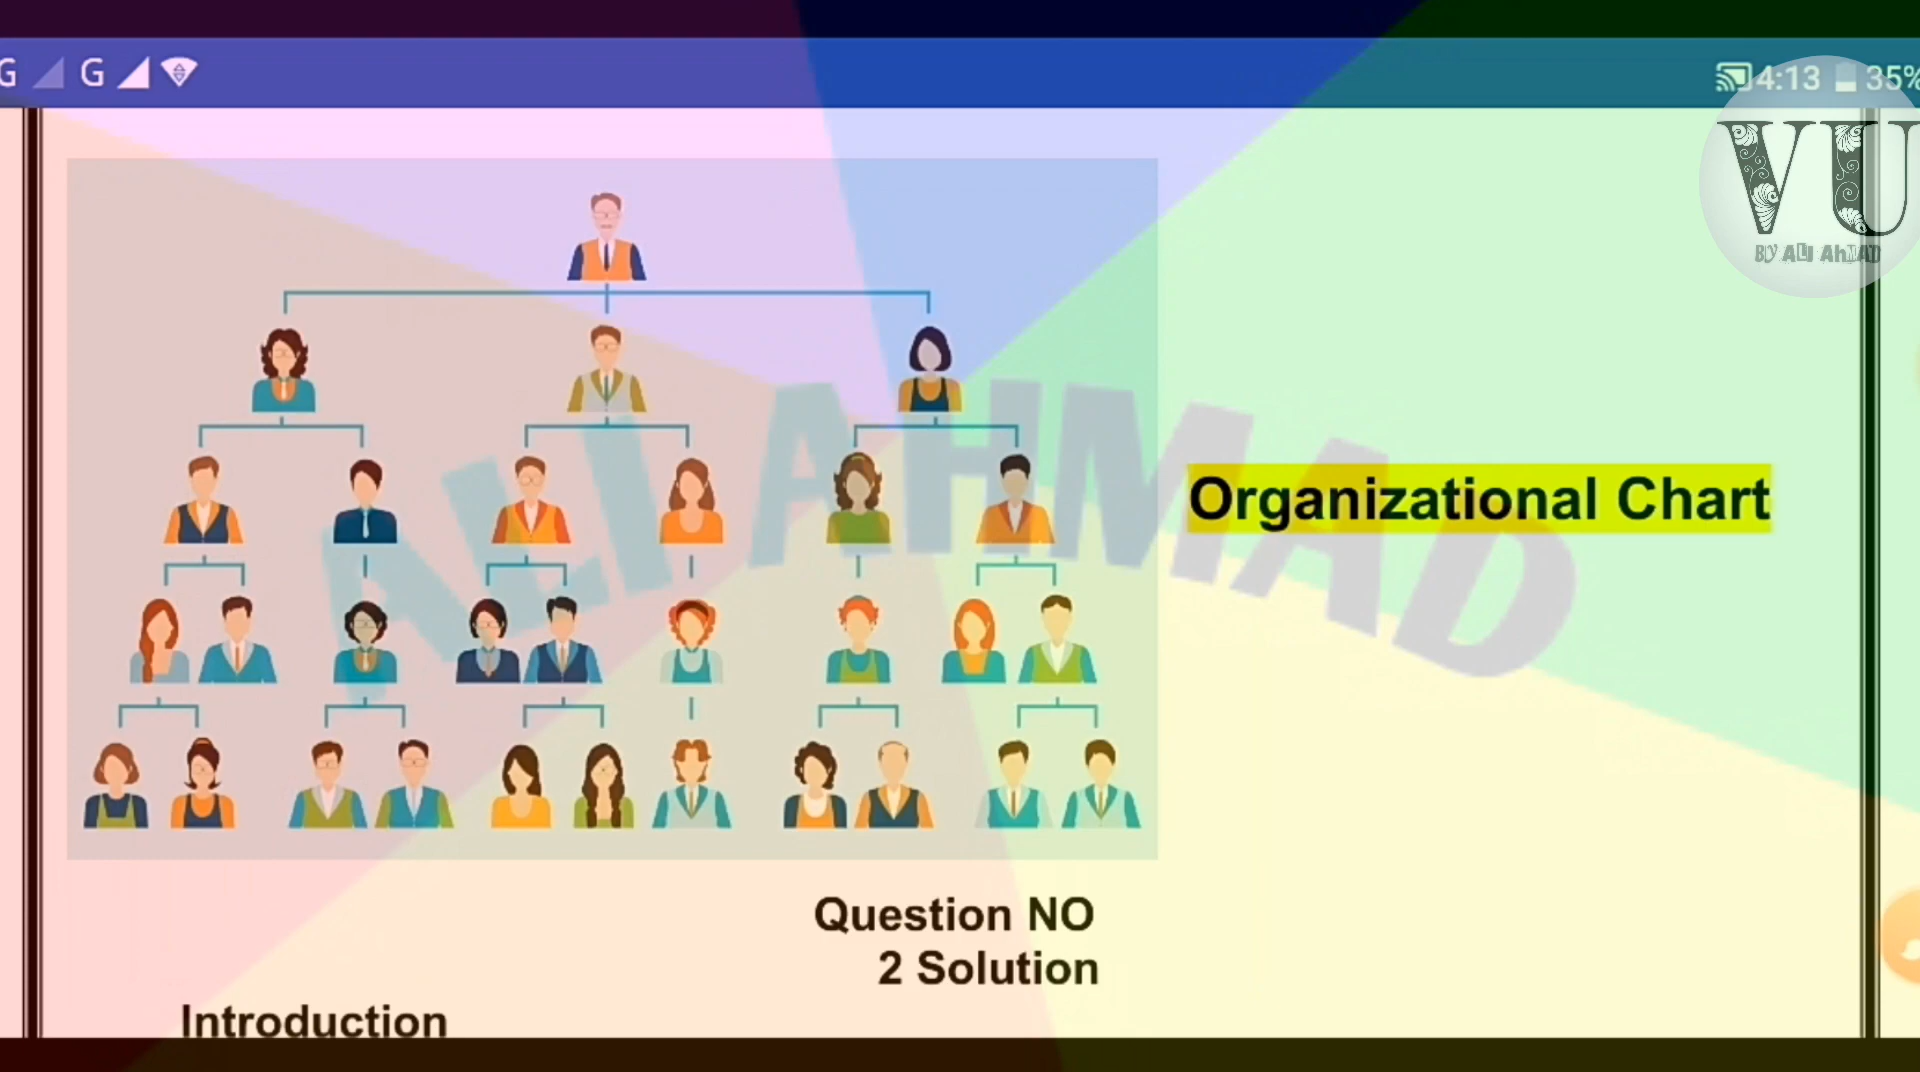 G G 4:13 35%
VU
BY ALI AhMAD
ALI AHMAD
Organizational Chart
Question NO
2 Solution
Introduction